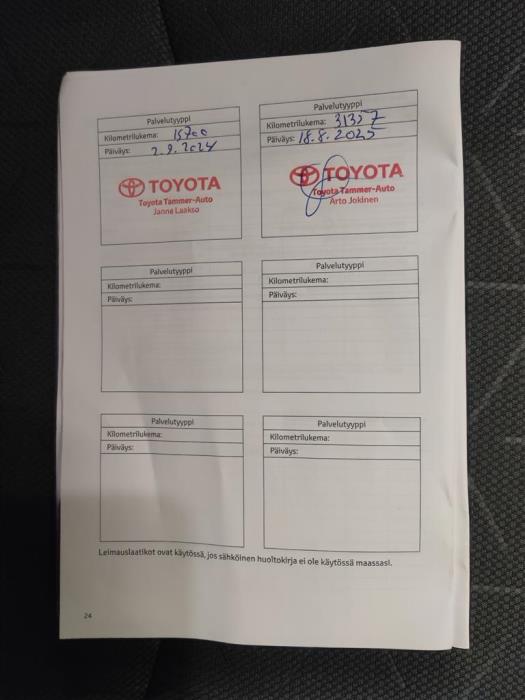 Palvelutyyppi
Kilometrilukema: 15700
Päiväys: 2.9.2024
TOYOTA
Toyota Tammer-Auto
Janne Laakso
Palvelutyyppi
Kilometrilukema: 31357
Päiväys: 18.8.2025
TOYOTA
Toyota Tammer-Auto
Arto Jokinen
Palvelutyyppi
Kilometrilukema:
Päiväys:
Palvelutyyppi
Kilometrilukema:
Päiväys:
Palvelutyyppi
Kilometrilukema:
Päiväys:
Palvelutyyppi
Kilometrilukema:
Päiväys:
Leimauslaatikot ovat käytössä, jos sähköinen huoltokirja ei ole käytössä maassasi.
24